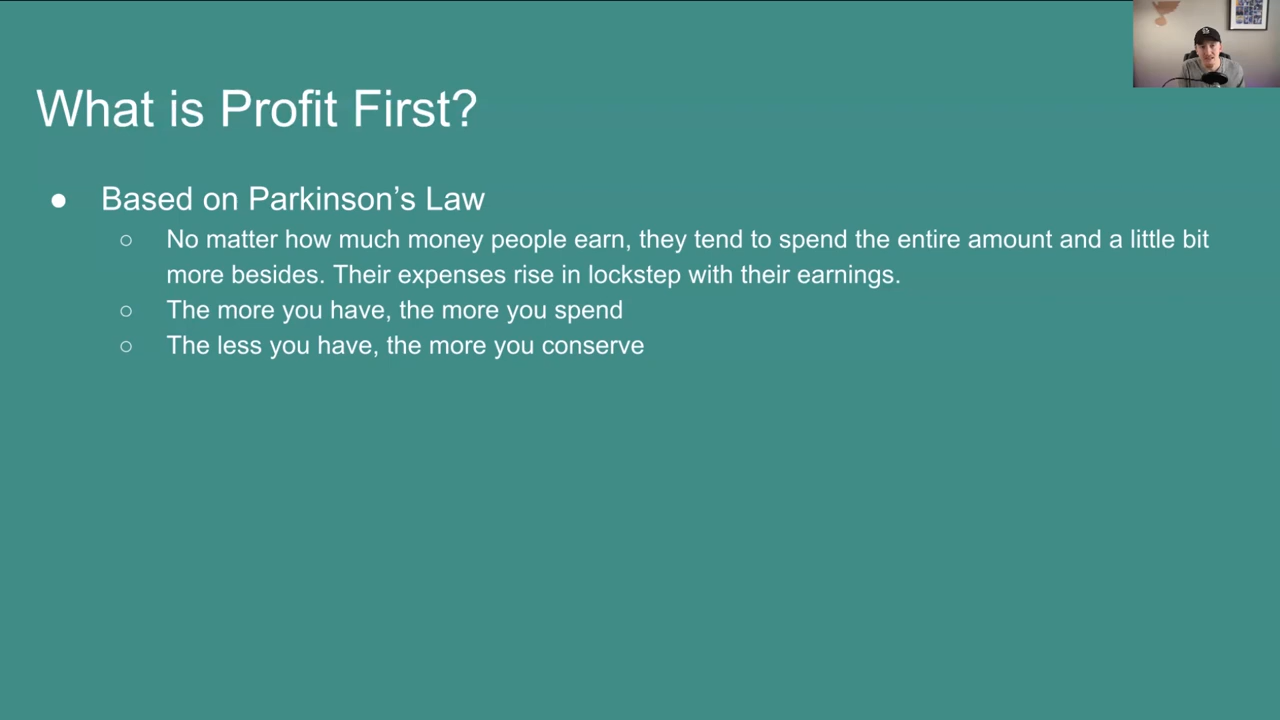 What is Profit First?
● Based on Parkinson’s Law
○ No matter how much money people earn, they tend to spend the entire amount and a little bit
more besides. Their expenses rise in lockstep with their earnings.
○ The more you have, the more you spend
○ The less you have, the more you conserve